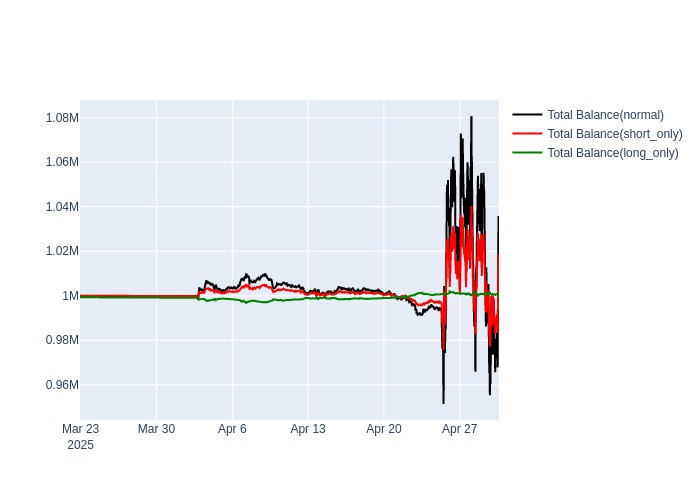 1.08M
1.06M
1.04M
1.02M
1M
0.98M
0.96M
Mar 23
2025
Mar 30
Apr 6
Apr 13
Apr 20
Apr 27
Total Balance(normal)
Total Balance(short_only)
Total Balance(long_only)